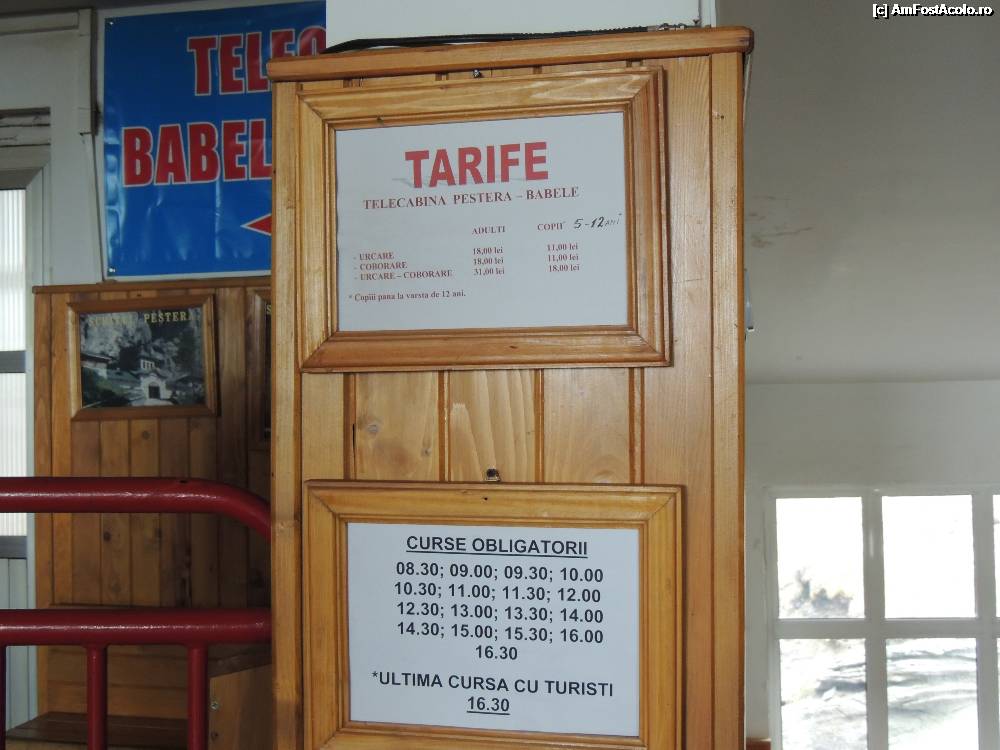 [c] AmFostAcolo.ro
TELEC
BABEL
TARIFE
TELECABINA PESTERA – BABELE
ADULTI COPII 5-12 ANI
- URCARE 18,00 lei 11,00 lei
- COBORARE 18,00 lei 11,00 lei
- URCARE – COBORARE 31,00 lei 18,00 lei
* Copiii pana la varsta de 12 ani.
PESTERA
CURSE OBLIGATORII
08.30; 09.00; 09.30; 10.00
10.30; 11.00; 11.30; 12.00
12.30; 13.00; 13.30; 14.00
14.30; 15.00; 15.30; 16.00
16.30
*ULTIMA CURSA CU TURISTI
16.30